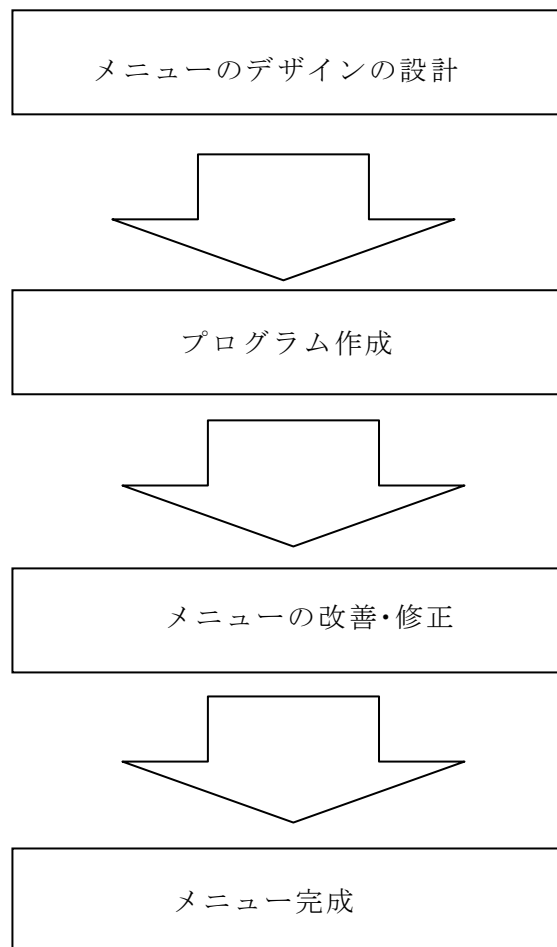 メニューのデザインの設計
プログラム作成
メニューの改善・修正
メニュー完成